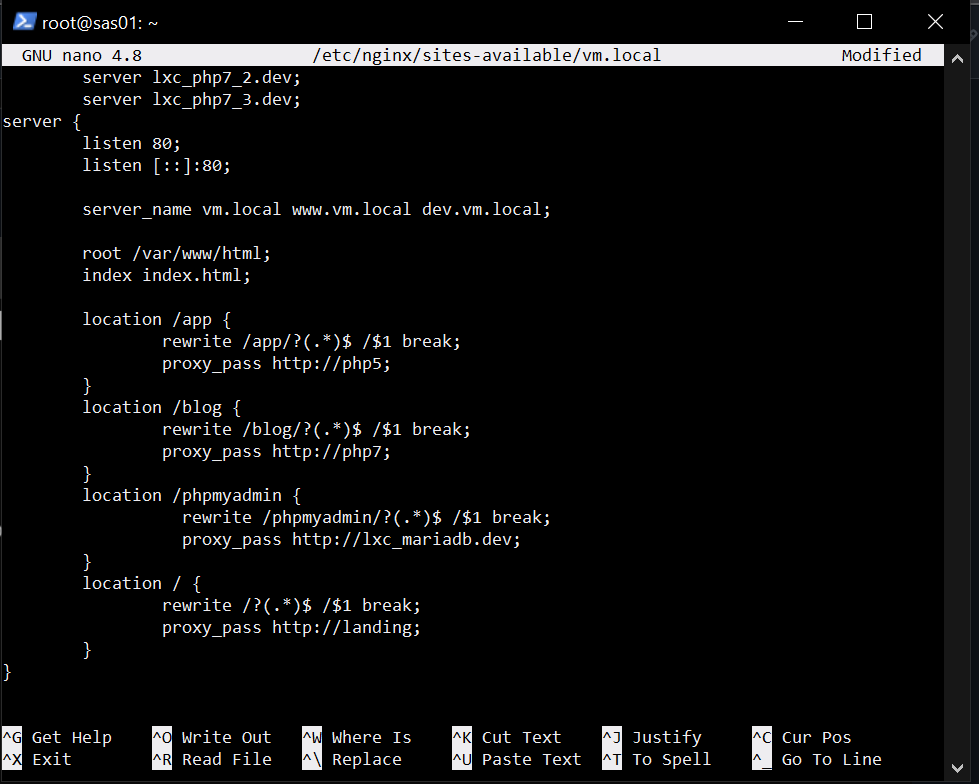 root@sas01: ~
GNU nano 4.8 /etc/nginx/sites-available/vm.local Modified
server lxc_php7_2.dev;
server lxc_php7_3.dev;
server {
listen 80;
listen [::]:80;
server_name vm.local www.vm.local dev.vm.local;
root /var/www/html;
index index.html;
location /app {
rewrite /app/?(.*)$ /$1 break;
proxy_pass http://php5;
}
location /blog {
rewrite /blog/?(.*)$ /$1 break;
proxy_pass http://php7;
}
location /phpmyadmin {
rewrite /phpmyadmin/?(.*)$ /$1 break;
proxy_pass http://lxc_mariadb.dev;
}
location / {
rewrite /?(.*)$ /$1 break;
proxy_pass http://landing;
}
}
^G Get Help ^O Write Out ^W Where Is ^K Cut Text ^J Justify ^C Cur Pos
^X Exit ^R Read File ^\ Replace ^U Paste Text ^T To Spell ^_ Go To Line